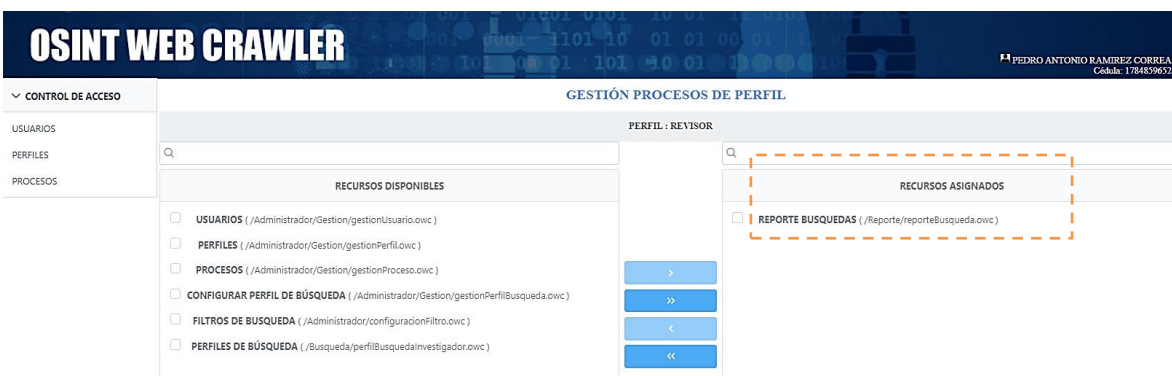 OSINT WEB CRAWLER
PEDRO ANTONIO RAMIREZ CORREA
Cédula: 1784859652
CONTROL DE ACCESO
USUARIOS
PERFILES
PROCESOS
GESTIÓN PROCESOS DE PERFIL
PERFIL : REVISOR
RECURSOS DISPONIBLES
USUARIOS ( /Administrador/Gestion/gestionUsuario.owc )
PERFILES ( /Administrador/Gestion/gestionPerfil.owc )
PROCESOS ( /Administrador/Gestion/gestionProceso.owc )
CONFIGURAR PERFIL DE BÚSQUEDA ( /Administrador/Gestion/gestionPerfilBusqueda.owc )
FILTROS DE BUSQUEDA ( /Administrador/configuracionFiltro.owc )
PERFILES DE BÚSQUEDA ( /Busqueda/perfilBusquedaInvestigador.owc )
>
»
<
«
RECURSOS ASIGNADOS
REPORTE BUSQUEDAS ( /Reporte/reporteBusqueda.owc )